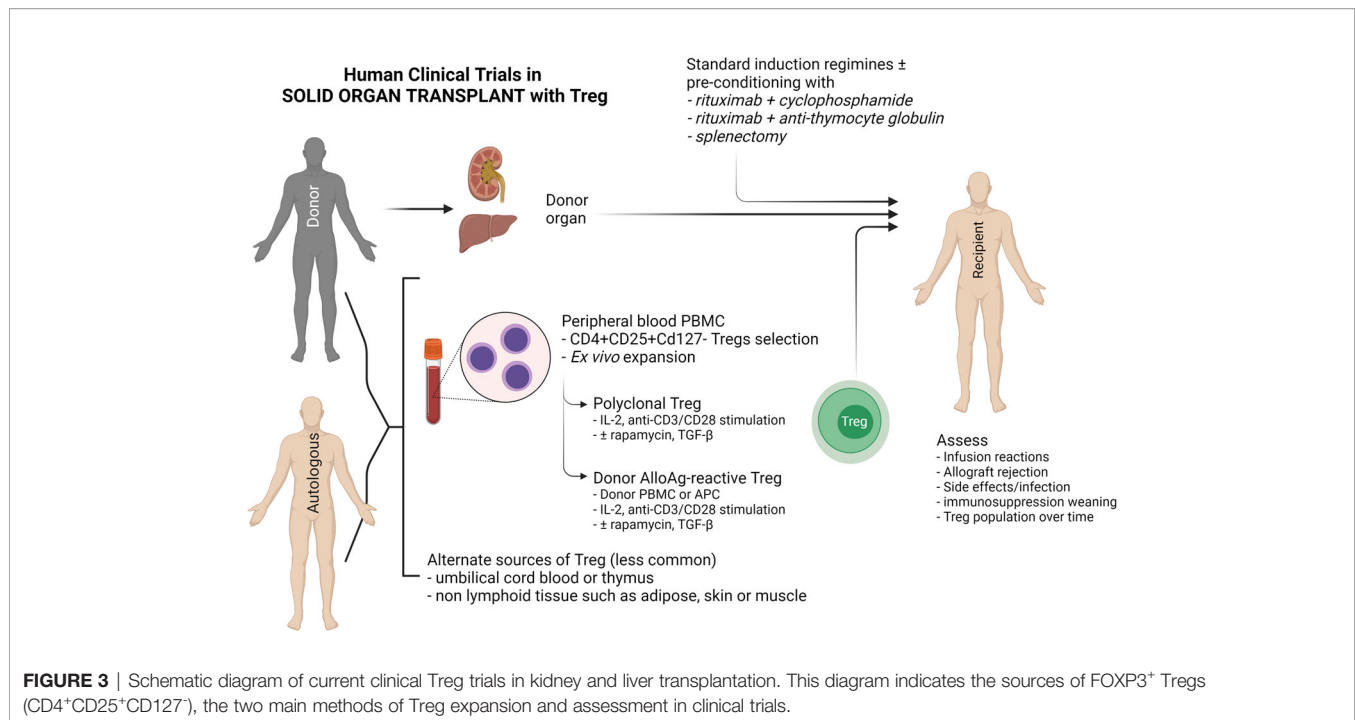 Human Clinical Trials in
SOLID ORGAN TRANSPLANT with Treg
Standard induction regimines ±
pre-conditioning with
- rituximab + cyclophosphamide
- rituximab + anti-thymocyte globulin
- splenectomy
Donor
Donor
organ
Recipient
Peripheral blood PBMC
- CD4+CD25+Cd127- Tregs selection
- Ex vivo expansion
Polyclonal Treg
- IL-2, anti-CD3/CD28 stimulation
- ± rapamycin, TGF-β
Donor AlloAg-reactive Treg
- Donor PBMC or APC
- IL-2, anti-CD3/CD28 stimulation
- ± rapamycin, TGF-β
Treg
Autologous
Assess
- Infusion reactions
- Allograft rejection
- Side effects/infection
- immunosuppression weaning
- Treg population over time
Alternate sources of Treg (less common)
- umbilical cord blood or thymus
- non lymphoid tissue such as adipose, skin or muscle
FIGURE 3 | Schematic diagram of current clinical Treg trials in kidney and liver transplantation. This diagram indicates the sources of FOXP3⁺ Tregs
(CD4⁺CD25⁺CD127⁻), the two main methods of Treg expansion and assessment in clinical trials.